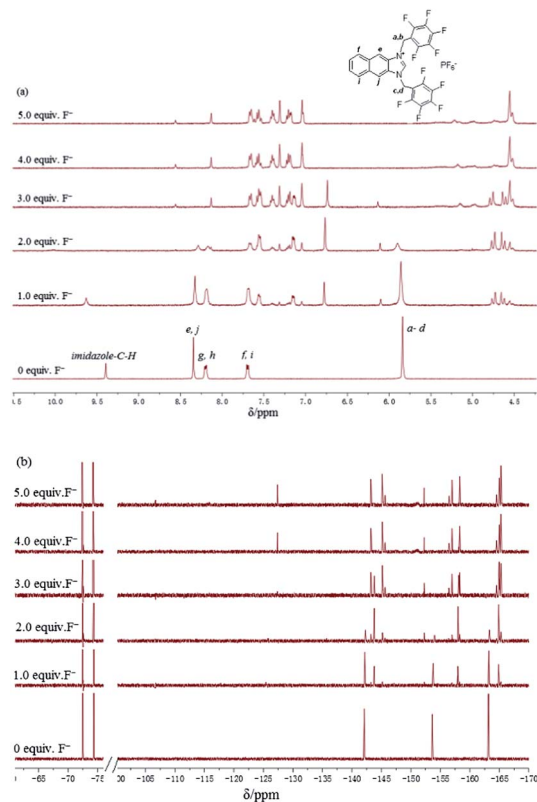 a,b
F
F
F
F
F
e
N+
PF6-
N
j
c,d
F
F
F
F
F
(a)
5.0 equiv. F⁻
4.0 equiv. F⁻
3.0 equiv. F⁻
2.0 equiv. F⁻
1.0 equiv. F⁻
e, j
a- d
imidazole-C-H
g, h
f, i
0 equiv. F⁻
10.0 9.5 9.0 8.5 8.0 7.5 7.0 6.5 6.0 5.5 5.0 4.5
δ/ppm
(b)
5.0 equiv.F⁻
4.0 equiv.F⁻
3.0 equiv.F⁻
2.0 equiv.F⁻
1.0 equiv.F⁻
0 equiv. F⁻
−65 −70 −105 −110 −115 −120 −125 −130 −135 −140 −145 −150 −155 −160 −165 −170
δ/ppm